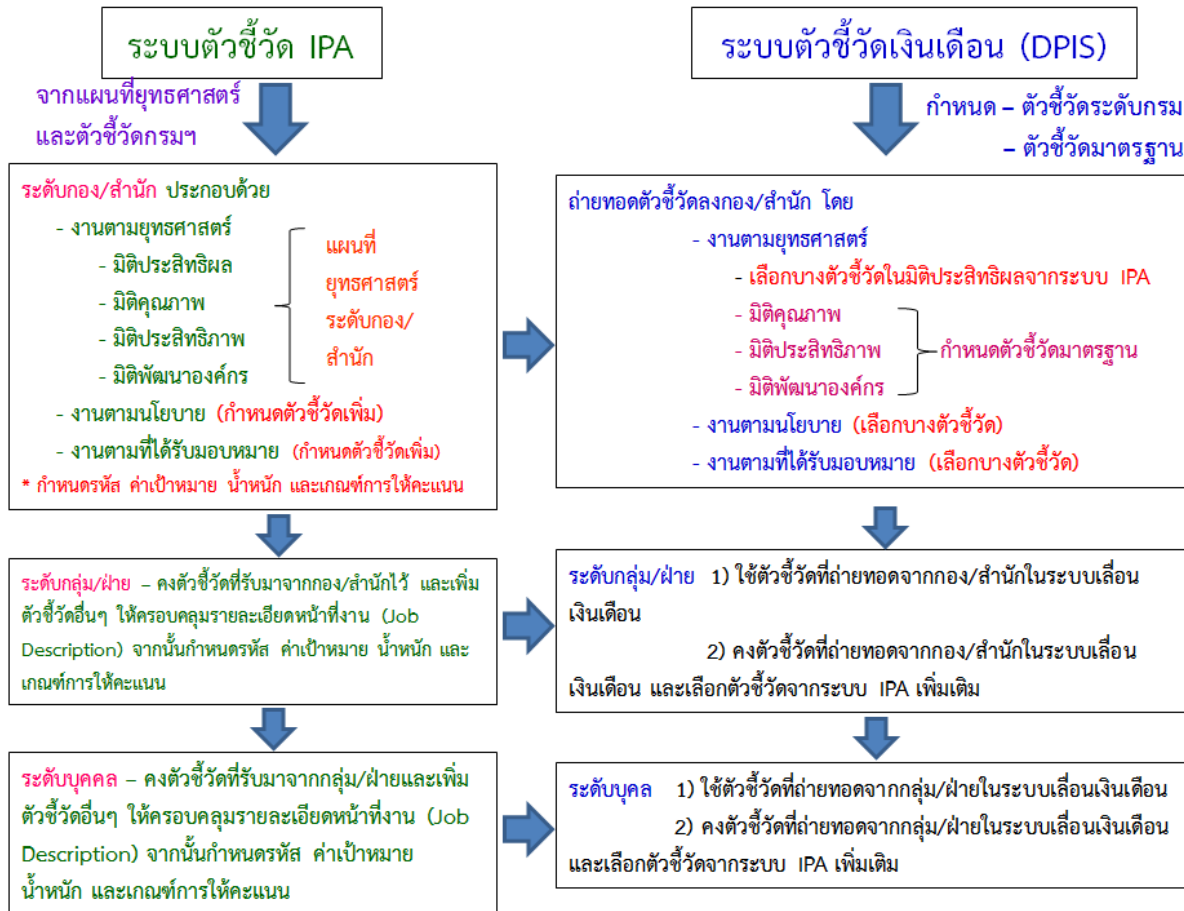 ระบบตัวชี้วัด IPA
จากแผนที่ยุทธศาสตร์
และตัวชี้วัดกรมฯ
ระดับกอง/สำนัก ประกอบด้วย
- งานตามยุทธศาสตร์
- มิติประสิทธิผล
- มิติคุณภาพ
- มิติประสิทธิภาพ
- มิติพัฒนาองค์กร
แผนที่
ยุทธศาสตร์
ระดับกอง/
สำนัก
- งานตามนโยบาย (กำหนดตัวชี้วัดเพิ่ม)
- งานตามที่ได้รับมอบหมาย (กำหนดตัวชี้วัดเพิ่ม)
* กำหนดรหัส ค่าเป้าหมาย น้ำหนัก และเกณฑ์การให้คะแนน
ระดับกลุ่ม/ฝ่าย – คงตัวชี้วัดที่รับมาจากกอง/สำนักไว้ และเพิ่ม
ตัวชี้วัดอื่นๆ ให้ครอบคลุมรายละเอียดหน้าที่งาน (Job
Description) จากนั้นกำหนดรหัส ค่าเป้าหมาย น้ำหนัก และ
เกณฑ์การให้คะแนน
ระดับบุคคล – คงตัวชี้วัดที่รับมาจากกลุ่ม/ฝ่ายและเพิ่ม
ตัวชี้วัดอื่นๆ ให้ครอบคลุมรายละเอียดหน้าที่งาน (Job
Description) จากนั้นกำหนดรหัส ค่าเป้าหมาย
น้ำหนัก และเกณฑ์การให้คะแนน
ระบบตัวชี้วัดเงินเดือน (DPIS)
กำหนด – ตัวชี้วัดระดับกรม
– ตัวชี้วัดมาตรฐาน
ถ่ายทอดตัวชี้วัดลงกอง/สำนัก โดย
- งานตามยุทธศาสตร์
- เลือกบางตัวชี้วัดในมิติประสิทธิผลจากระบบ IPA
- มิติคุณภาพ
- มิติประสิทธิภาพ
- มิติพัฒนาองค์กร
กำหนดตัวชี้วัดมาตรฐาน
- งานตามนโยบาย (เลือกบางตัวชี้วัด)
- งานตามที่ได้รับมอบหมาย (เลือกบางตัวชี้วัด)
ระดับกลุ่ม/ฝ่าย 1) ใช้ตัวชี้วัดที่ถ่ายทอดจากกอง/สำนักในระบบเลื่อน
เงินเดือน
2) คงตัวชี้วัดที่ถ่ายทอดจากกอง/สำนักในระบบเลื่อน
เงินเดือน และเลือกตัวชี้วัดจากระบบ IPA เพิ่มเติม
ระดับบุคล 1) ใช้ตัวชี้วัดที่ถ่ายทอดจากกลุ่ม/ฝ่ายในระบบเลื่อนเงินเดือน
2) คงตัวชี้วัดที่ถ่ายทอดจากกลุ่ม/ฝ่ายในระบบเลื่อนเงินเดือน
และเลือกตัวชี้วัดจากระบบ IPA เพิ่มเติม